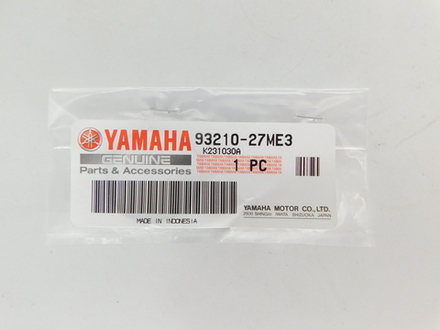 YAMAHA 93210-27ME3
GENUINE K231030A
Parts & Accessories 1 PC
MADE IN INDONESIA
YAMAHA MOTOR CO., LTD.
2500 SHINGAI IWATA SHIZUOKA JAPAN